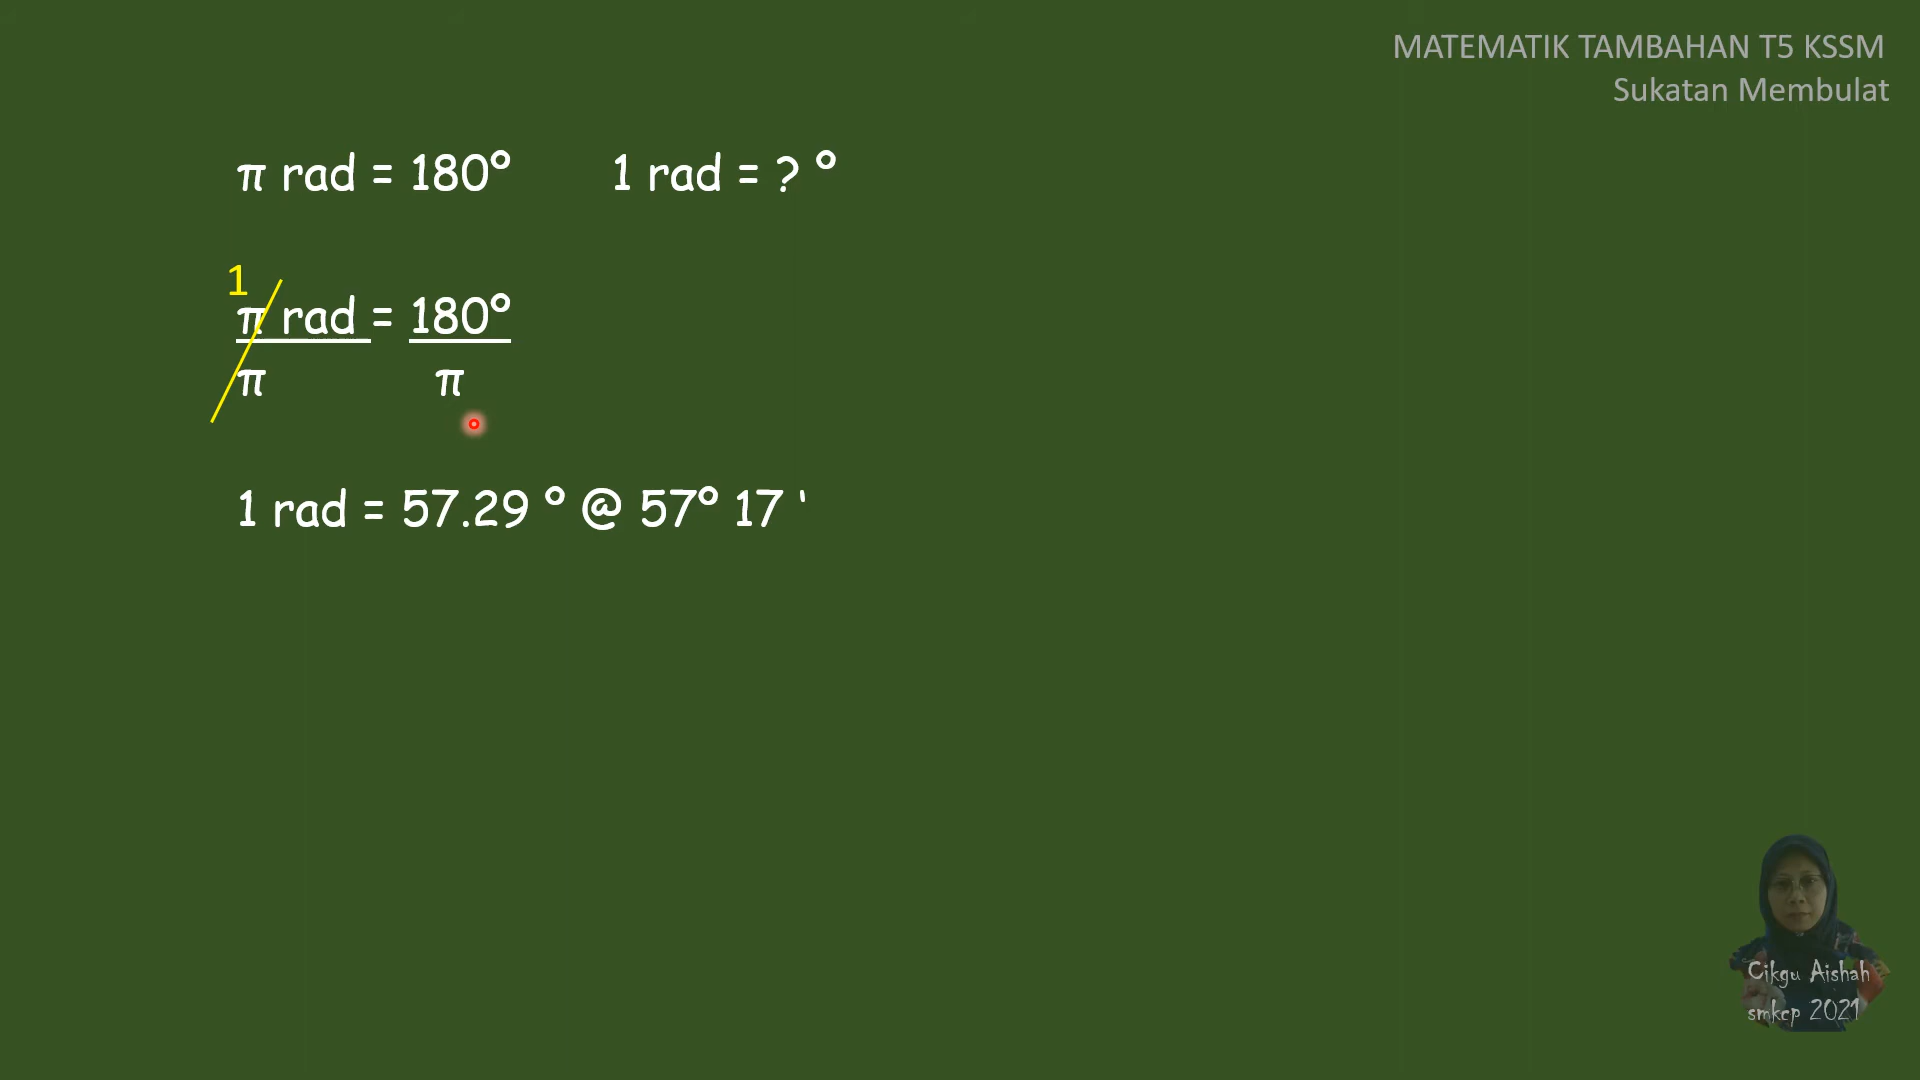 MATEMATIK TAMBAHAN T5 KSSM
Sukatan Membulat
π rad = 180° 1 rad = ? °
1
π rad = 180°
π π
1 rad = 57.29 ° @ 57° 17 '
Cikgu Aishah
smkcp 2021